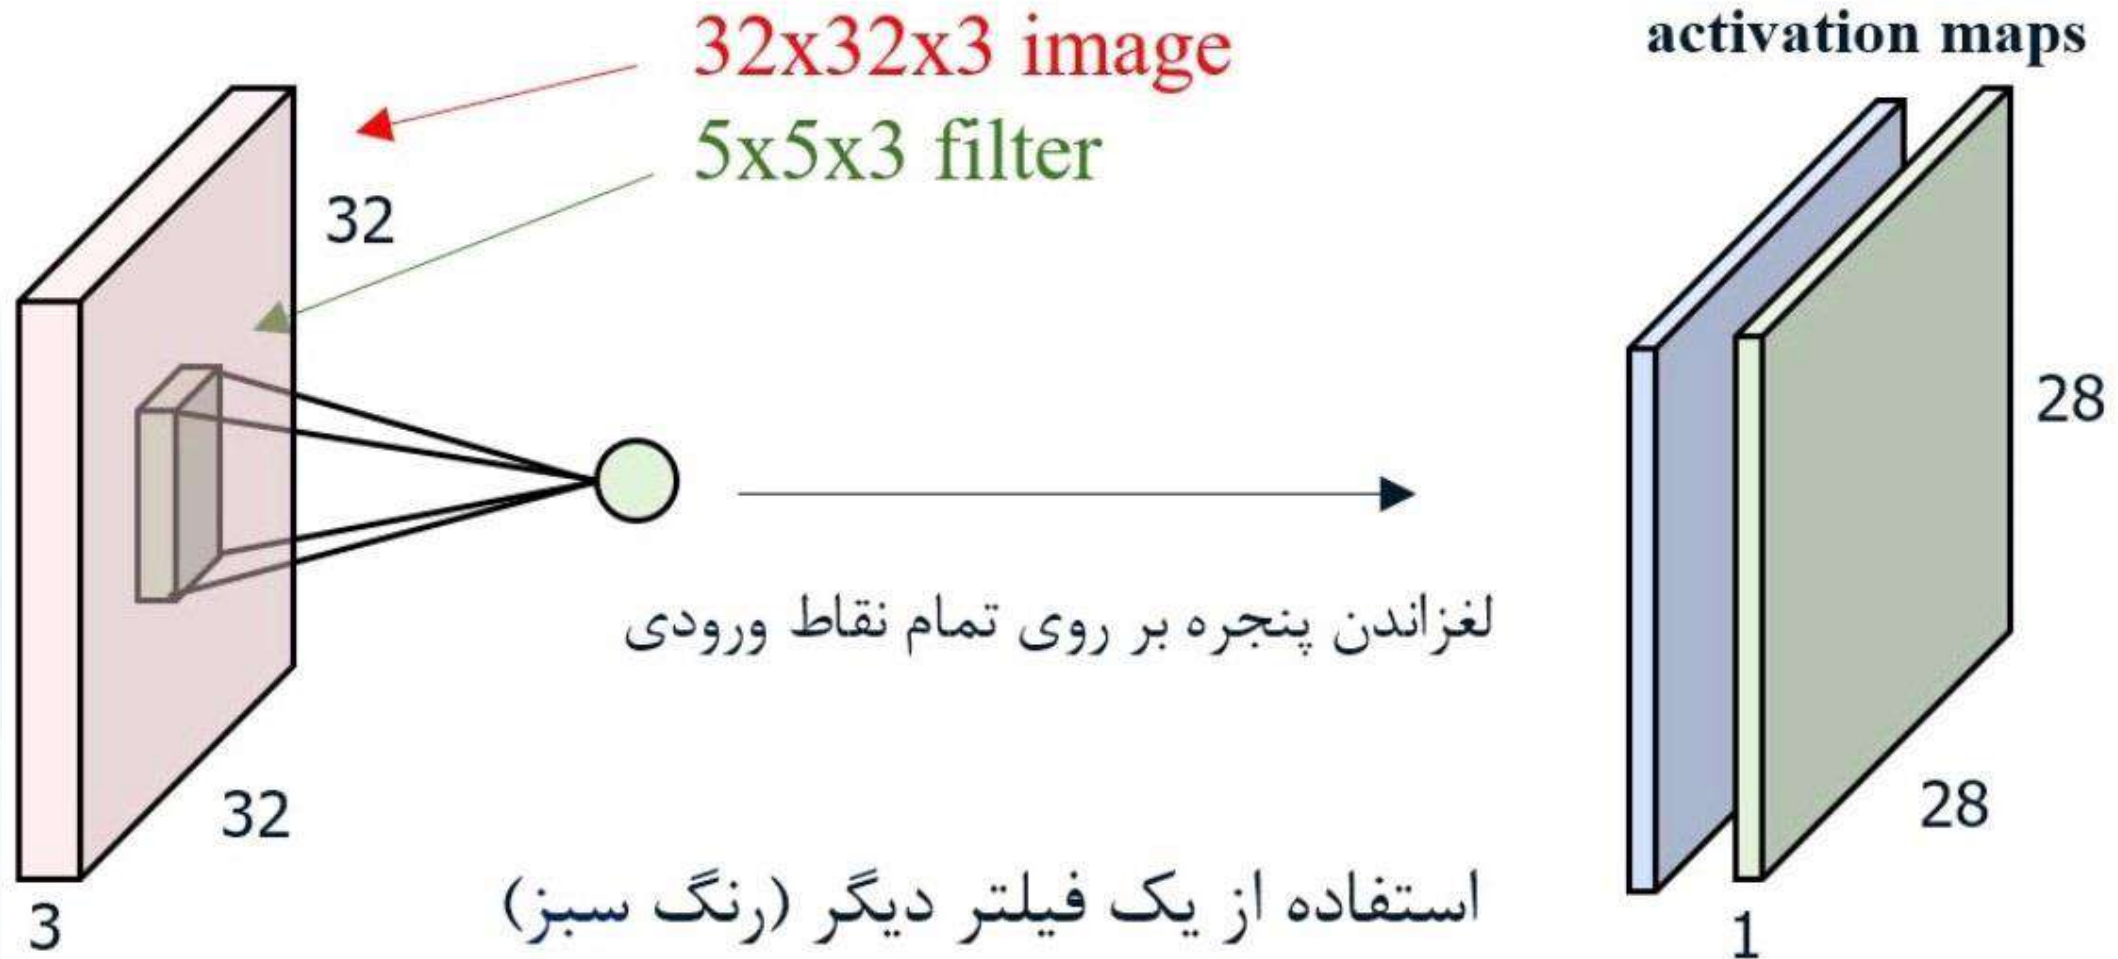 32x32x3 image
activation maps
5x5x3 filter
32
28
لغزاندن پنجره بر روی تمام نقاط ورودی
32
28
استفاده از یک فیلتر دیگر (رنگ سبز)
3
1